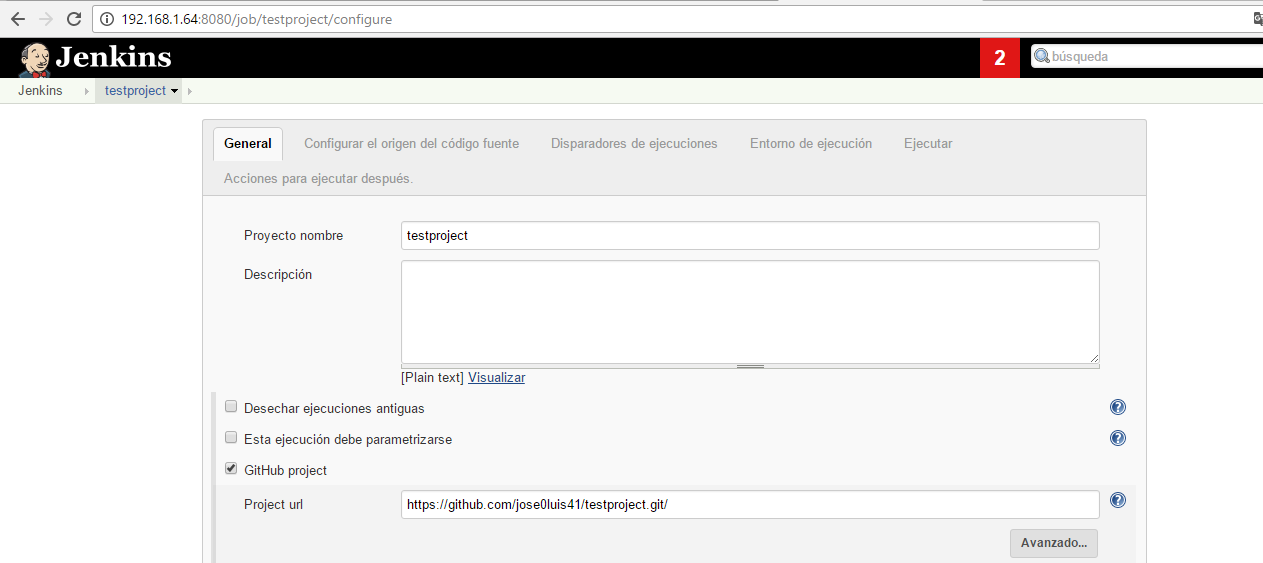 192.168.1.64:8080/job/testproject/configure
Jenkins
2
búsqueda
Jenkins
testproject
General
Configurar el origen del código fuente
Disparadores de ejecuciones
Entorno de ejecución
Ejecutar
Acciones para ejecutar después.
Proyecto nombre
testproject
Descripción
[Plain text] Visualizar
Desechar ejecuciones antiguas
Esta ejecución debe parametrizarse
GitHub project
Project url
https://github.com/jose0luis41/testproject.git/
Avanzado...